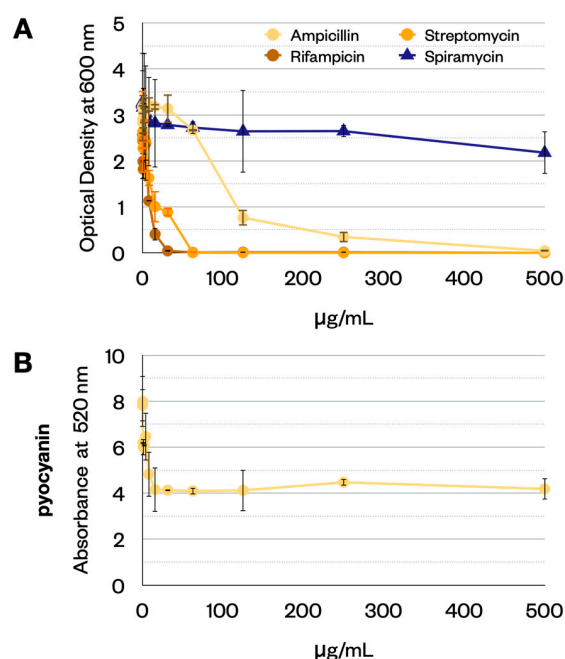 A
Optical Density at 600 nm
5
4
3
2
1
0
Ampicillin
Streptomycin
Rifampicin
Spiramycin
0 100 200 300 400 500
µg/mL
B
pyocyanin
Absorbance at 520 nm
10
8
6
4
2
0
0 100 200 300 400 500
µg/mL